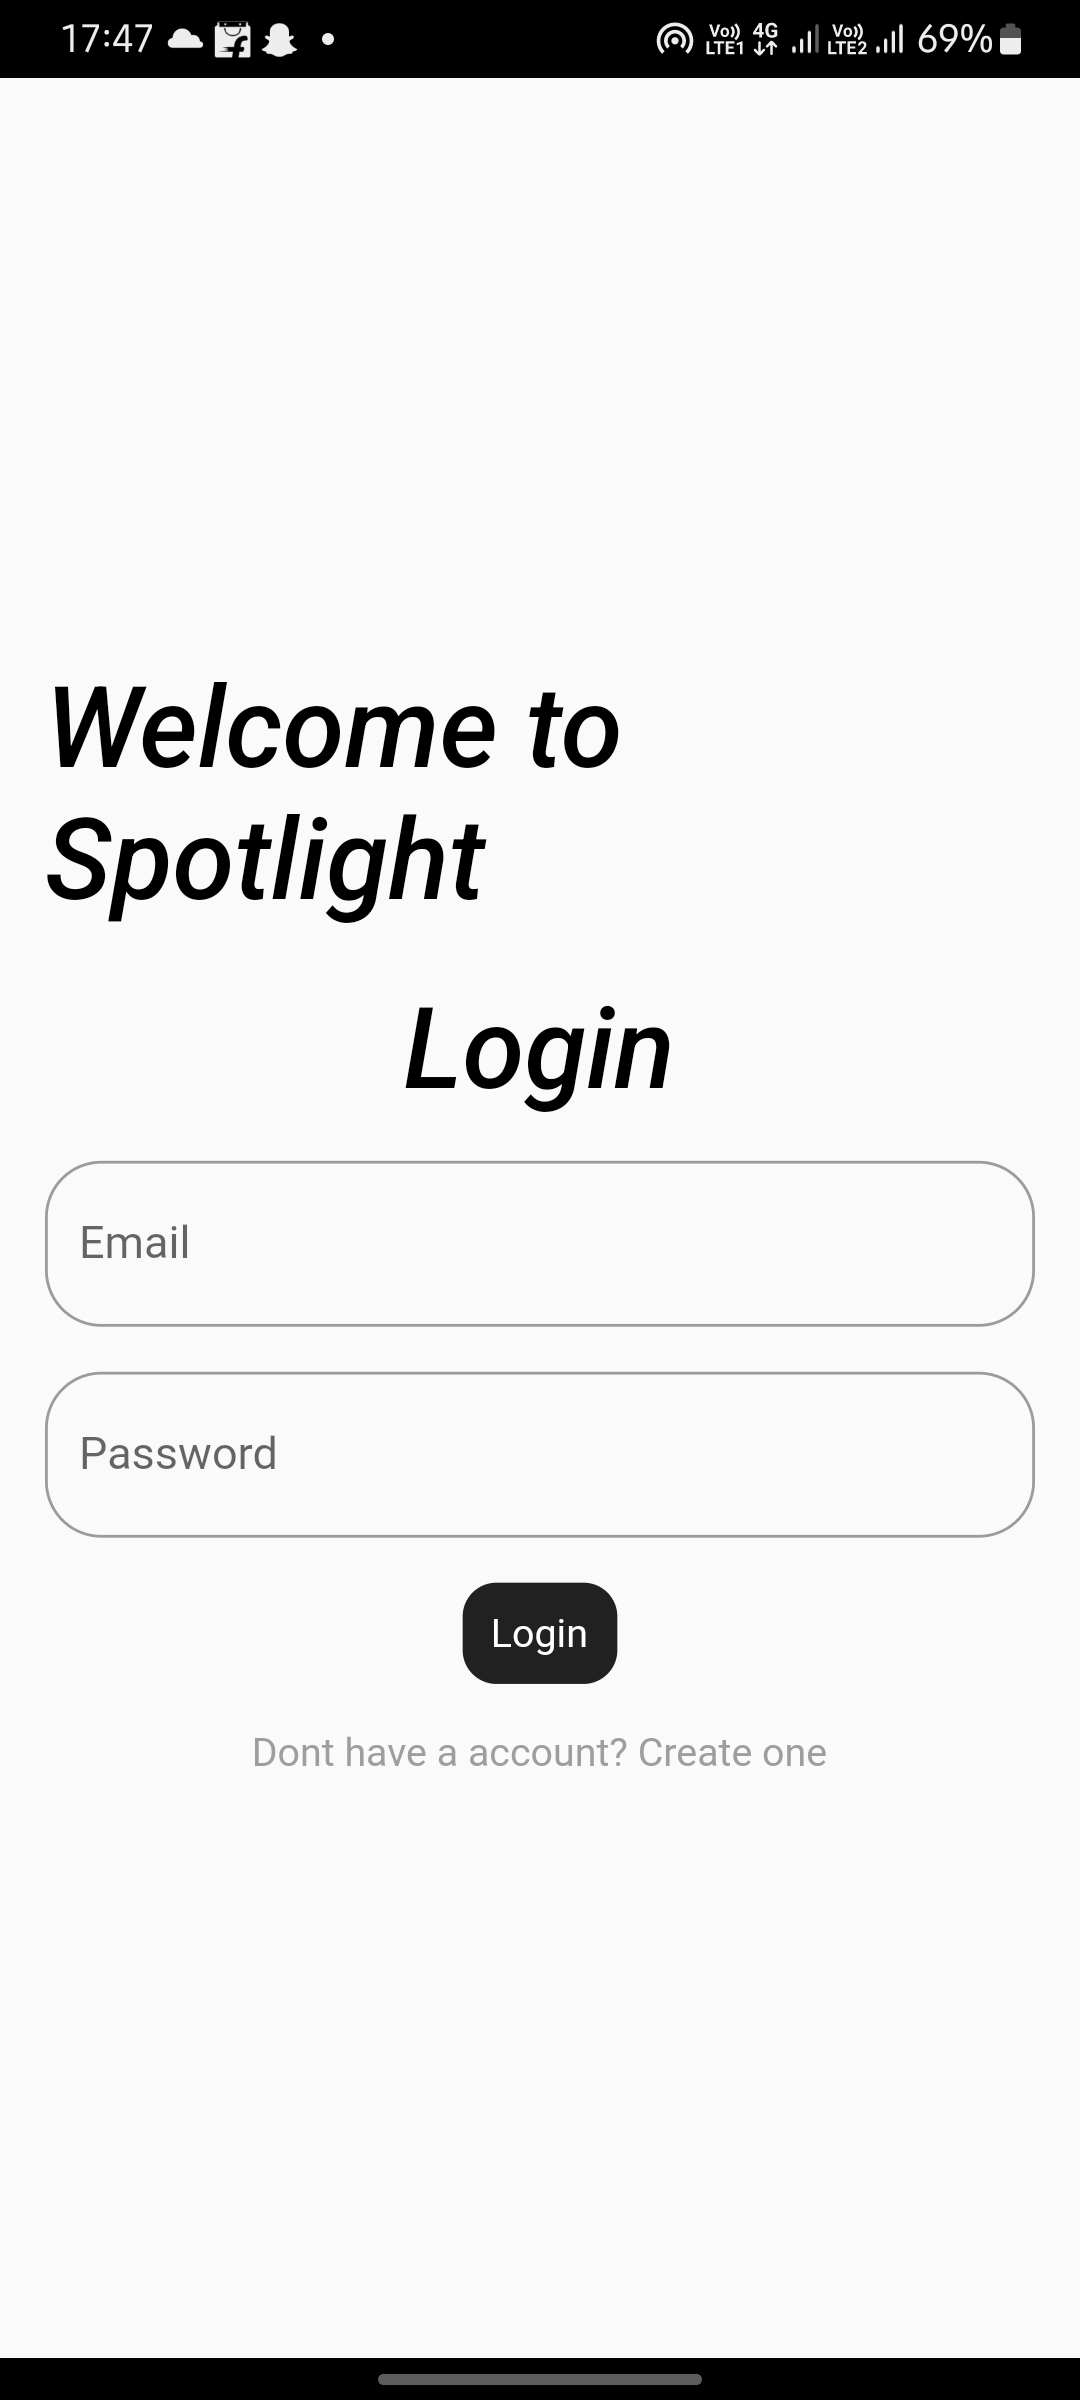 17:47 Vo)) LTE1 4G Vo)) LTE2 69%
Welcome to
Spotlight
Login
Email
Password
Login
Dont have a account? Create one